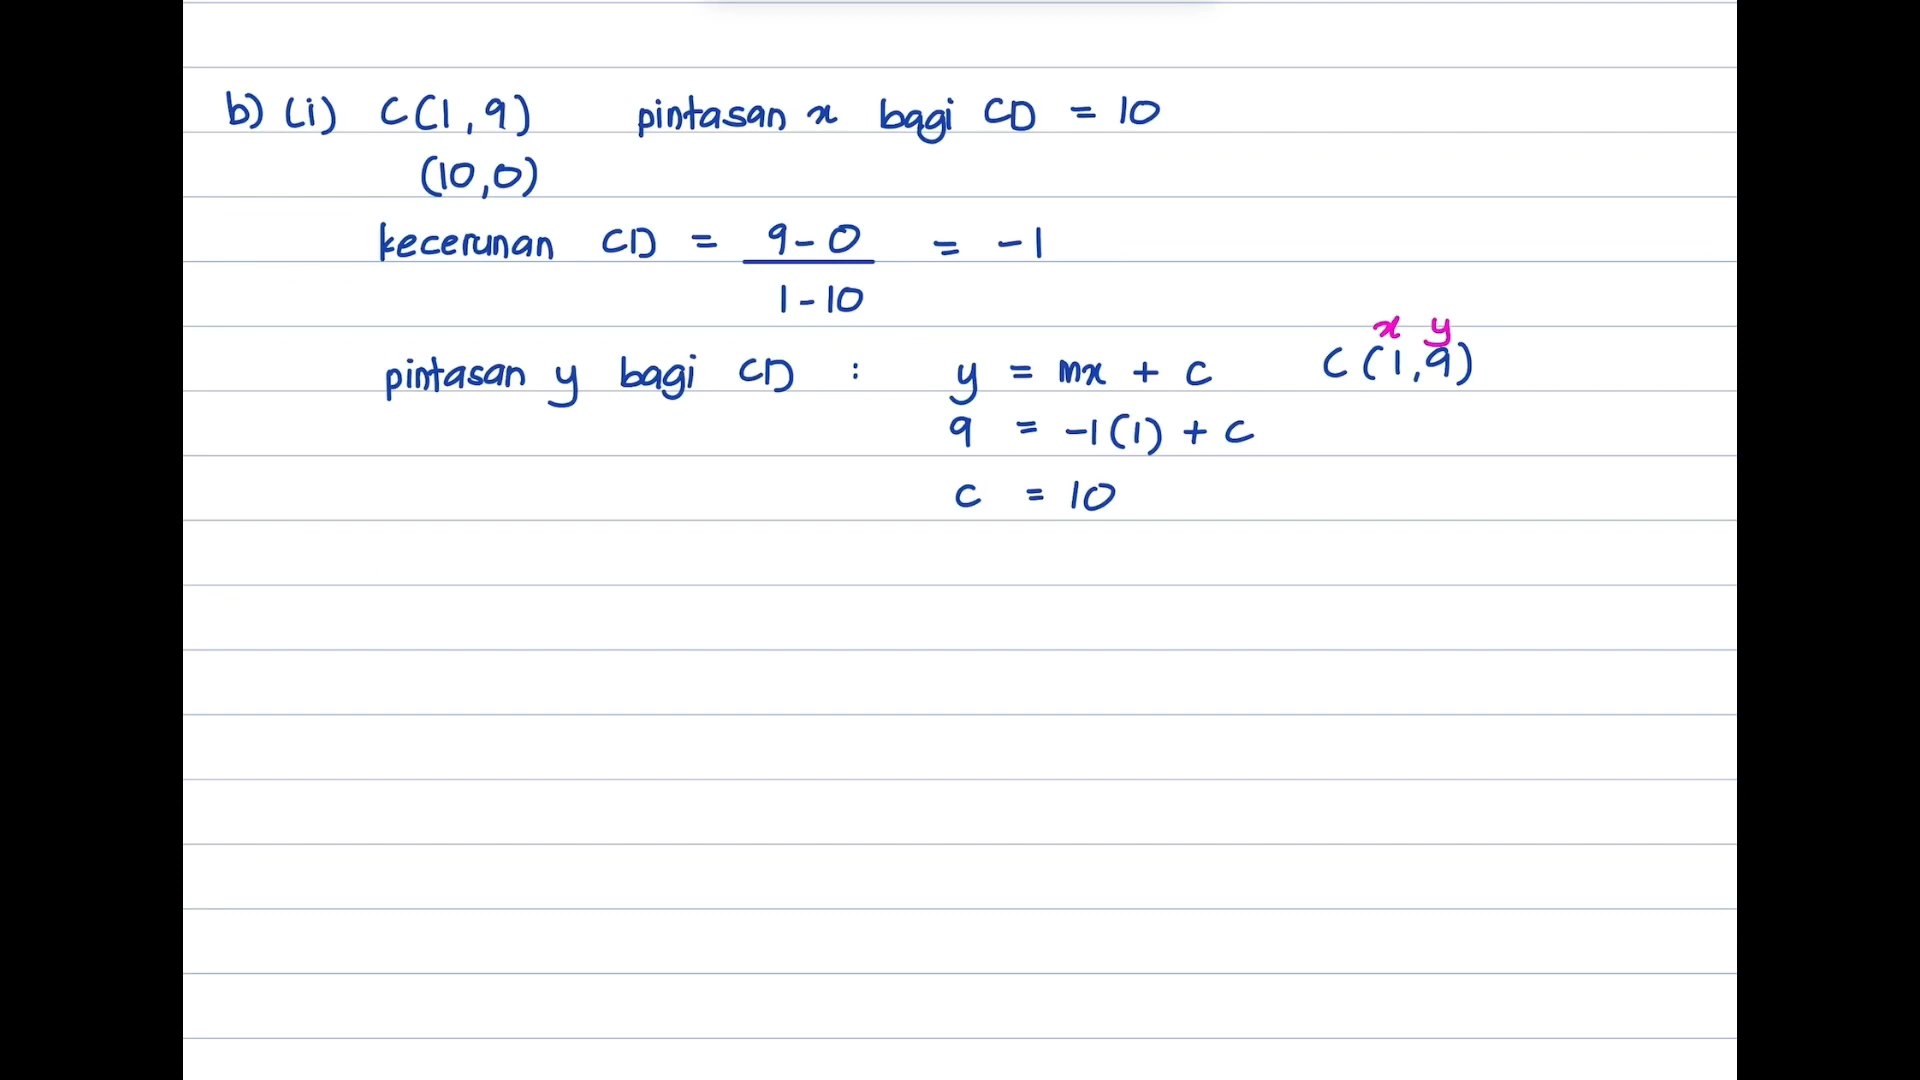 b) (i) C(1,9) pintasan x bagi CD = 10
(10,0)
kecerunan CD = 9-0 = -1
1-10
x y
pintasan y bagi CD : y = mx + c C(1,9)
9 = -1(1) + c
c = 10